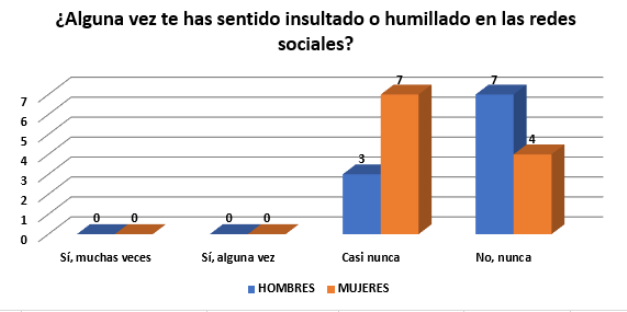 ¿Alguna vez te has sentido insultado o humillado en las redes
sociales?
7
6
5
4
3
2
1
0
0 0 0 0 3 7 7 4
Sí, muchas veces Sí, alguna vez Casi nunca No, nunca
HOMBRES MUJERES